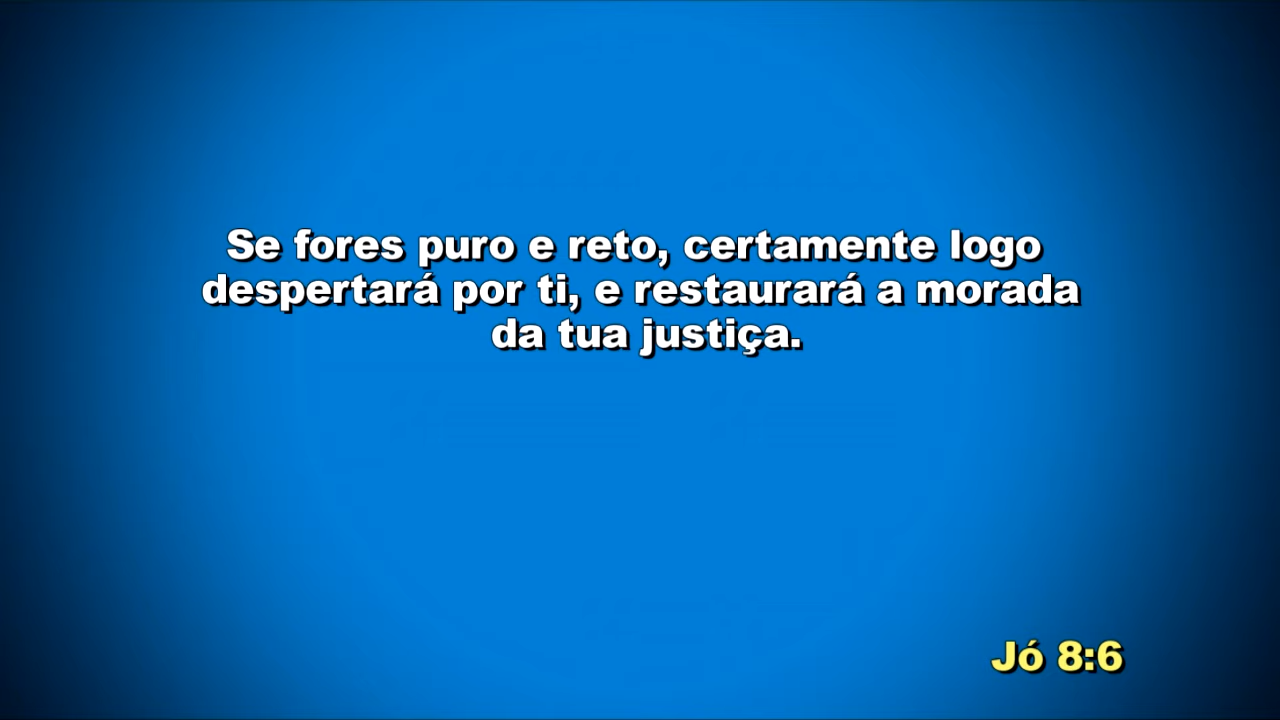 Se fores puro e reto, certamente logo
despertará por ti, e restaurará a morada
da tua justiça.
Jó 8:6